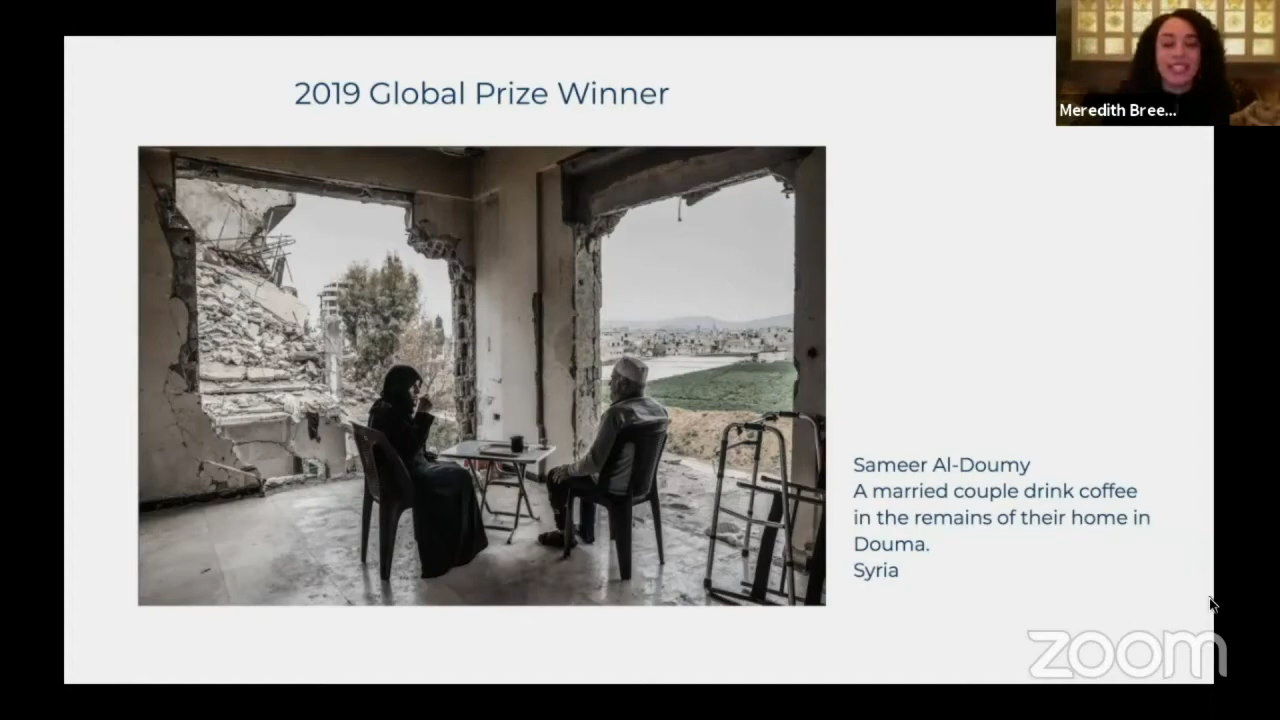 2019 Global Prize Winner
Meredith Bree...
Sameer Al-Doumy
A married couple drink coffee
in the remains of their home in
Douma.
Syria
zoom